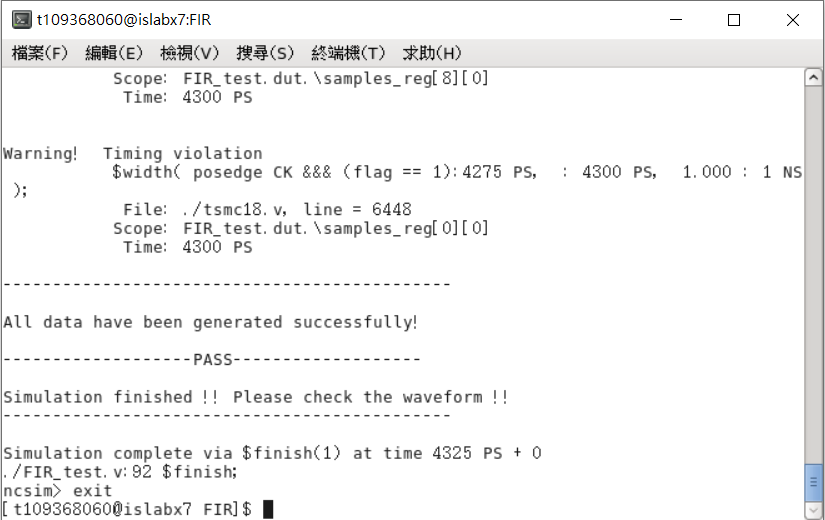 t109368060@islabx7:FIR
檔案(F) 編輯(E) 檢視(V) 搜尋(S) 終端機(T) 求助(H)
Scope: FIR_test.dut.\samples_reg[8][0]
Time: 4300 PS
Warning!  Timing violation
$width( posedge CK &&& (flag == 1):4275 PS,  : 4300 PS,  1.000 : 1 NS
);
File: ./tsmc18.v, line = 6448
Scope: FIR_test.dut.\samples_reg[0][0]
Time: 4300 PS
---------------------------------------------
All data have been generated successfully!
-------------------PASS-------------------
Simulation finished !! Please check the waveform !!
---------------------------------------------
Simulation complete via $finish(1) at time 4325 PS + 0
./FIR_test.v:92 $finish;
ncsim> exit
[t109368060@islabx7 FIR]$